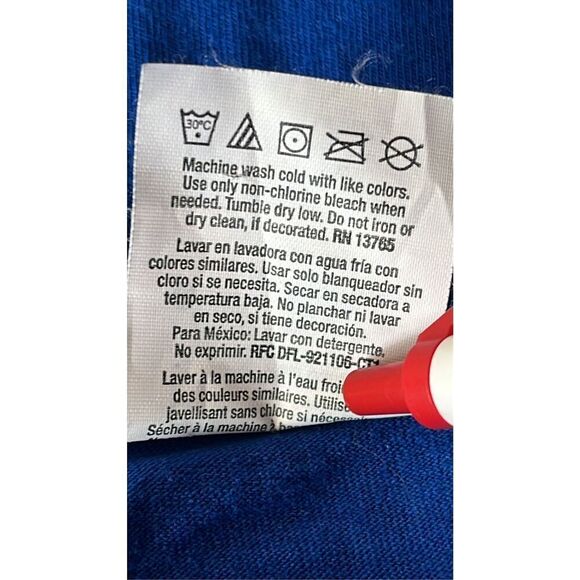 30°C
Machine wash cold with like colors.
Use only non-chlorine bleach when
needed. Tumble dry low. Do not iron or
dry clean, if decorated. RN 13765
Lavar en lavadora con agua fría con
colores similares. Usar solo blanqueador sin
cloro si se necesita. Secar en secadora a
temperatura baja. No planchar ni lavar
en seco, si tiene decoración.
Para México: Lavar con detergente.
No exprimir. RFC DFL-921106-CT1
Laver à la machine à l'eau froi
des couleurs similaires. Utilise
javellisant sans chlore si néces
Sécher à la machine à